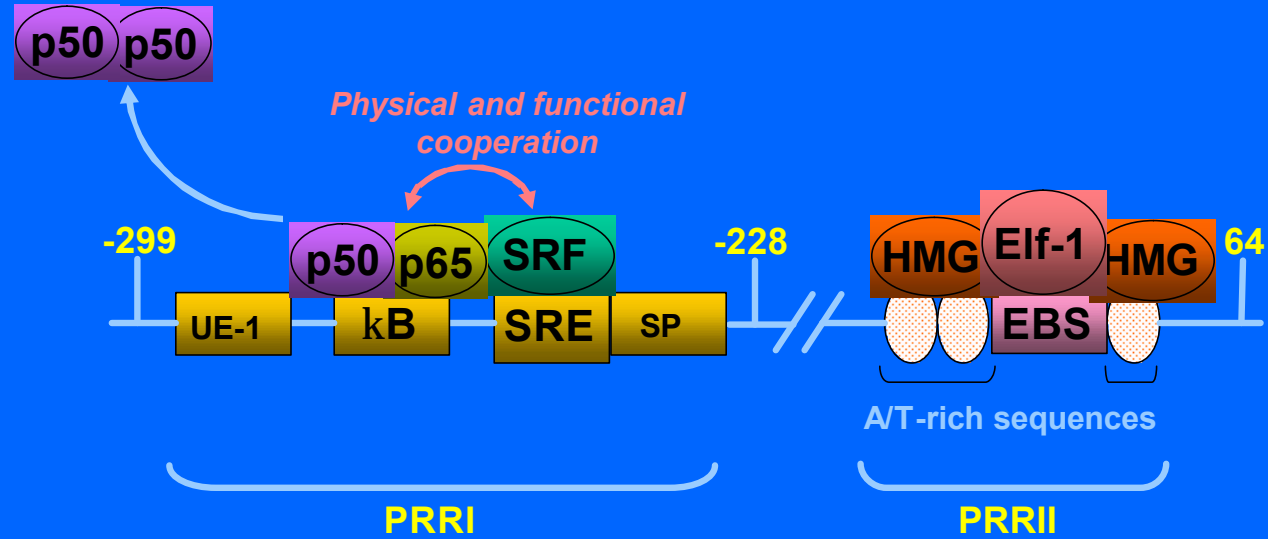 p50 p50
Physical and functional
cooperation
-299
p50 p65 SRF
-228
HMG Elf-1 HMG
64
UE-1 kB SRE SP
EBS
A/T-rich sequences
PRRI
PRRII